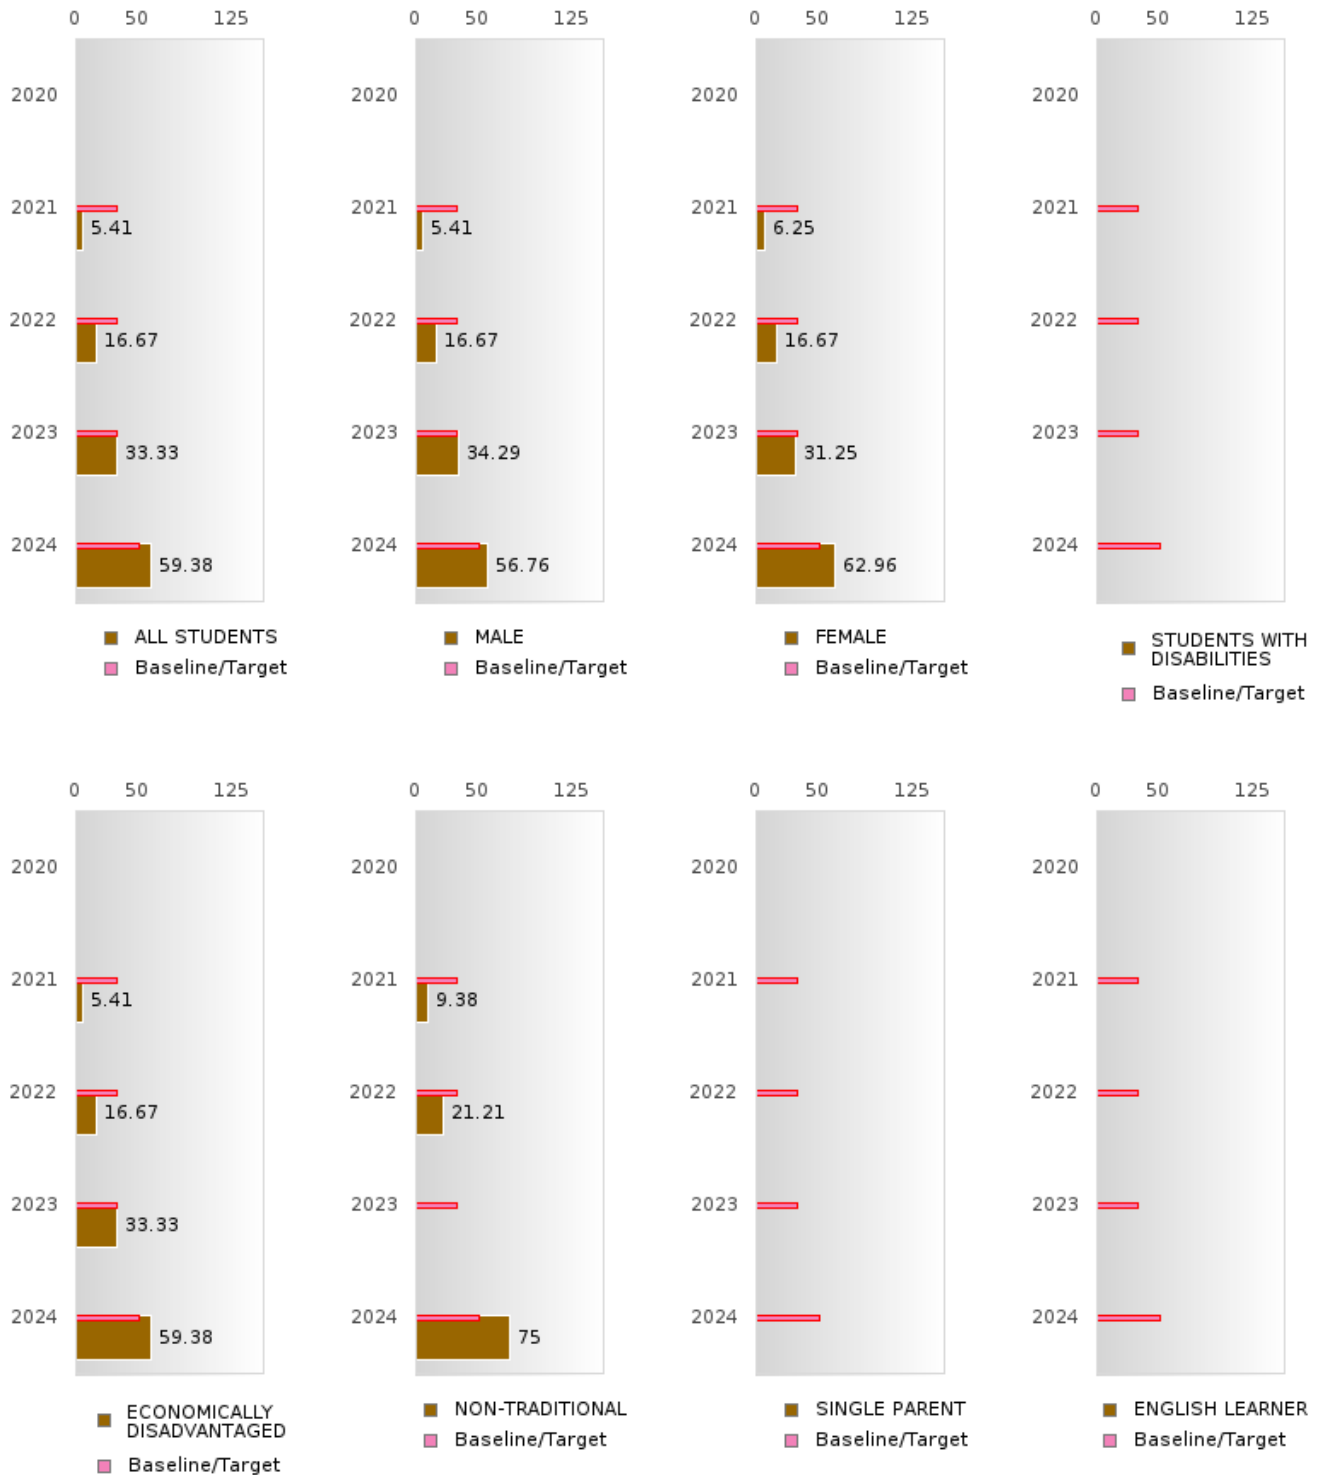 0 50 125
2020
2021
5.41
2022
16.67
2023
33.33
2024
59.38
ALL STUDENTS
Baseline/Target
0 50 125
2020
2021
5.41
2022
16.67
2023
34.29
2024
56.76
MALE
Baseline/Target
0 50 125
2020
2021
6.25
2022
16.67
2023
31.25
2024
62.96
FEMALE
Baseline/Target
0 50 125
2020
2021
2022
2023
2024
STUDENTS WITH
DISABILITIES
Baseline/Target
0 50 125
2020
2021
5.41
2022
16.67
2023
33.33
2024
59.38
ECONOMICALLY
DISADVANTAGED
Baseline/Target
0 50 125
2020
2021
9.38
2022
21.21
2023
2024
75
NON-TRADITIONAL
Baseline/Target
0 50 125
2020
2021
2022
2023
2024
SINGLE PARENT
Baseline/Target
0 50 125
2020
2021
2022
2023
2024
ENGLISH LEARNER
Baseline/Target